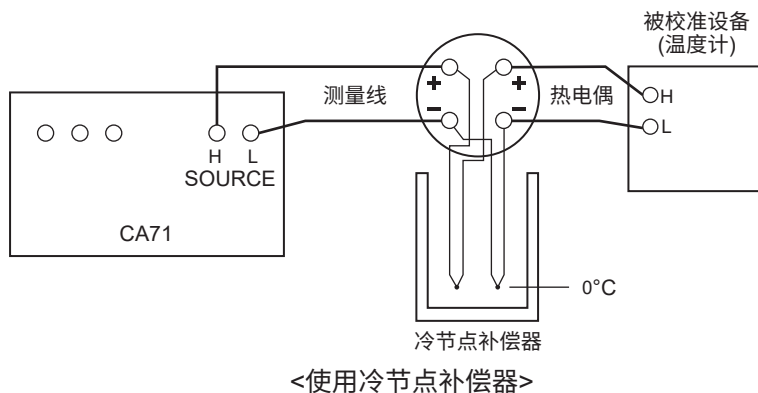 被校准设备
(温度计)
+ +
测量线
热电偶
H
− −
L
H L
SOURCE
CA71
0°C
冷节点补偿器
<使用冷节点补偿器>